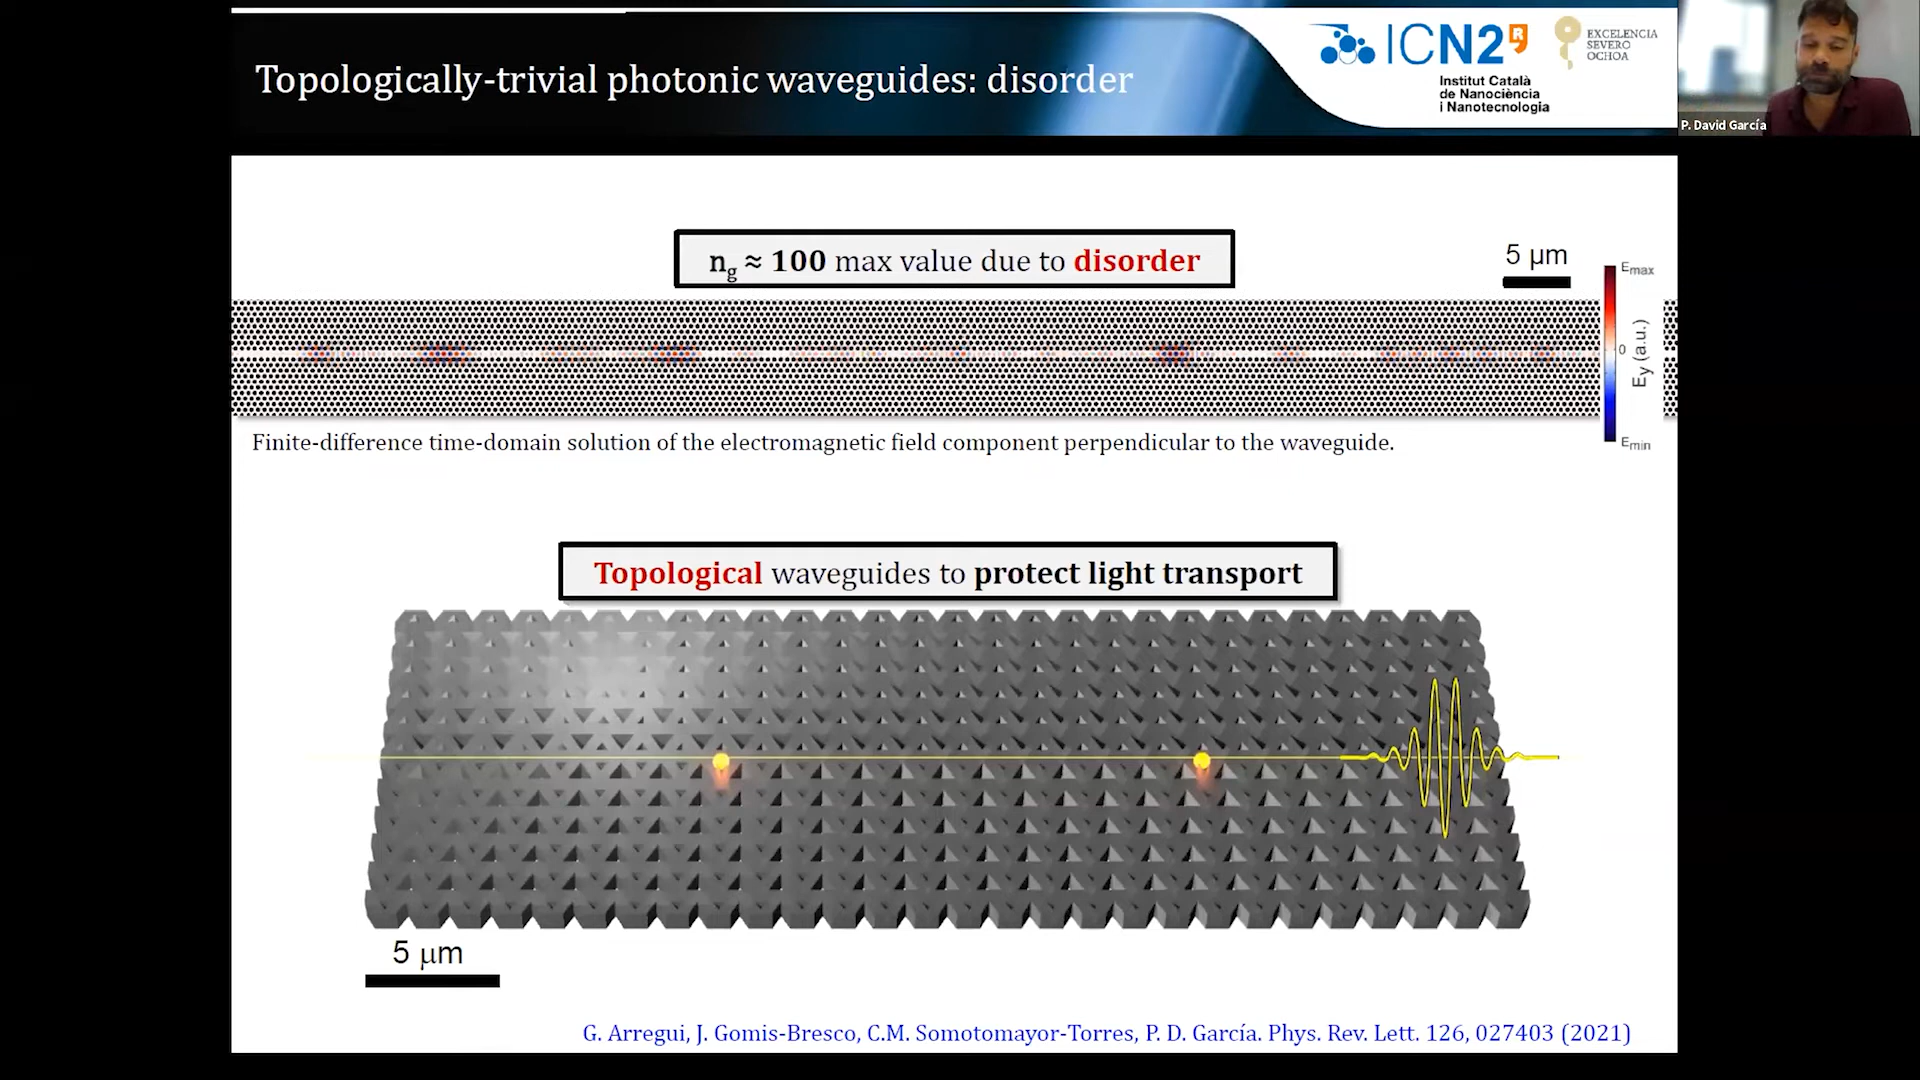 Topologically-trivial photonic waveguides: disorder
ICN2
Institut Català
de Nanociència
i Nanotecnologia
EXCELENCIA
SEVERO
OCHOA
P. David García
ng ≈ 100 max value due to disorder
5 µm
Emax
0
Ey (a.u.)
Emin
Finite-difference time-domain solution of the electromagnetic field component perpendicular to the waveguide.
Topological waveguides to protect light transport
5 µm
G. Arregui, J. Gomis-Bresco, C.M. Somotomayor-Torres, P. D. García. Phys. Rev. Lett. 126, 027403 (2021)